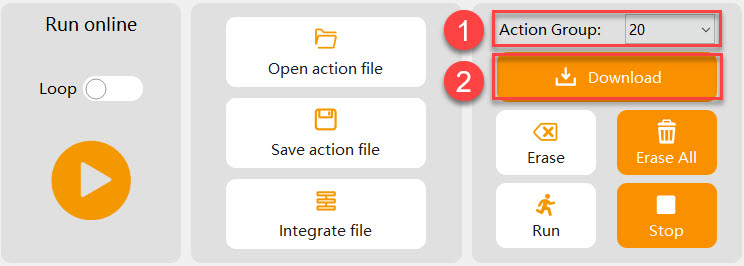 Run online
Loop
Open action file
Save action file
Integrate file
1
Action Group: 20
2
Download
Erase
Erase All
Run
Stop